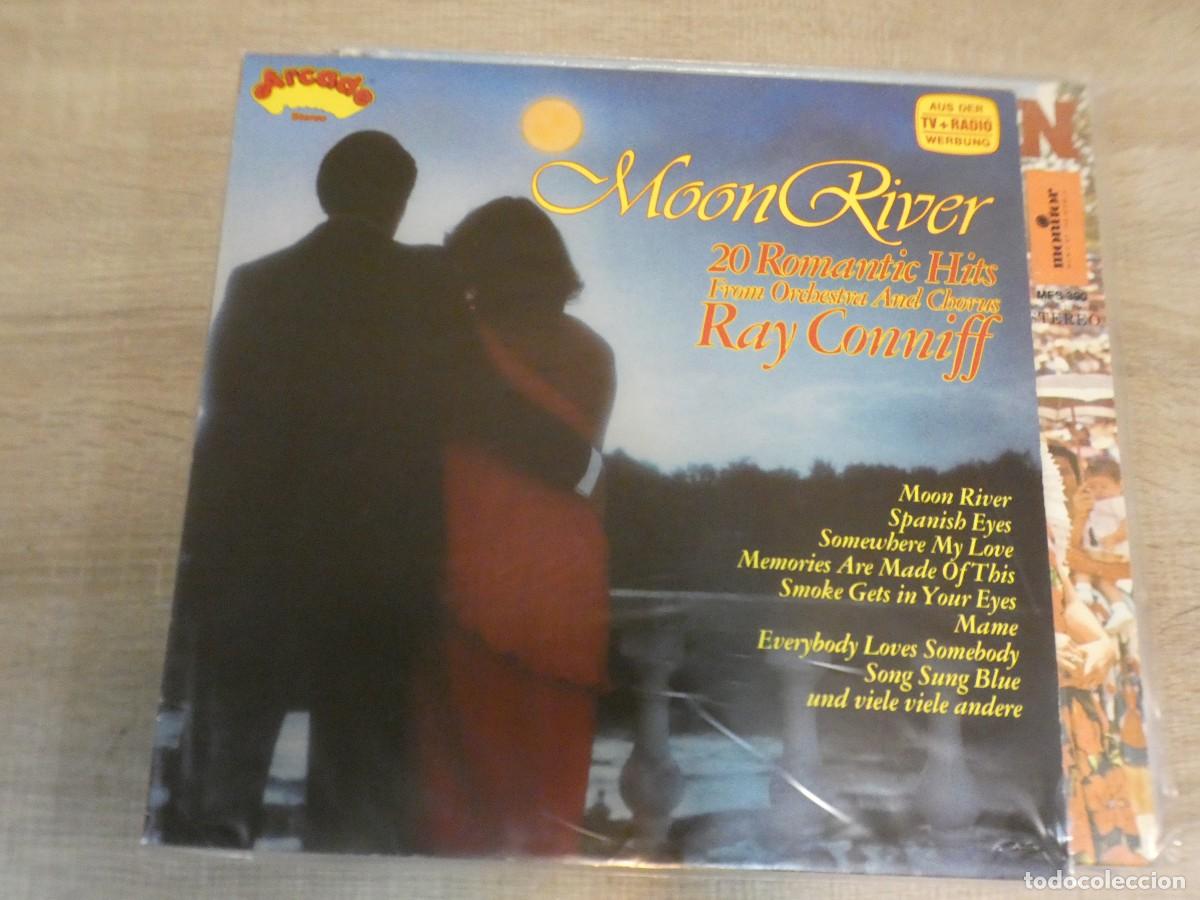 Arcade
Stereo
AUS DER
TV + RADIO
WERBUNG
Moon River
20 Romantic Hits
From Orchestra And Chorus
Ray Conniff
Moon River
Spanish Eyes
Somewhere My Love
Memories Are Made Of This
Smoke Gets in Your Eyes
Mame
Everybody Loves Somebody
Song Sung Blue
und viele viele andere
N
monitor
STEREO
todocoleccion